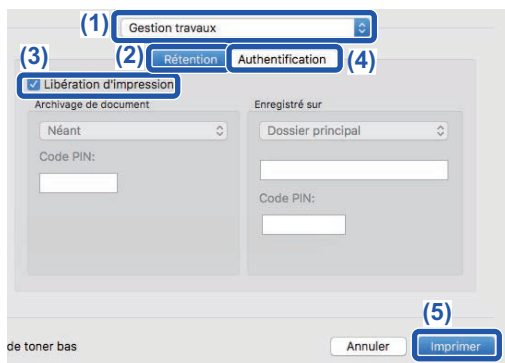 (1) Gestion travaux
(2) Rétention Authentification (4)
(3)
Libération d'impression
Archivage de document Enregistré sur
Néant Dossier principal
Code PIN:
Code PIN:
(5)
de toner bas Annuler Imprimer